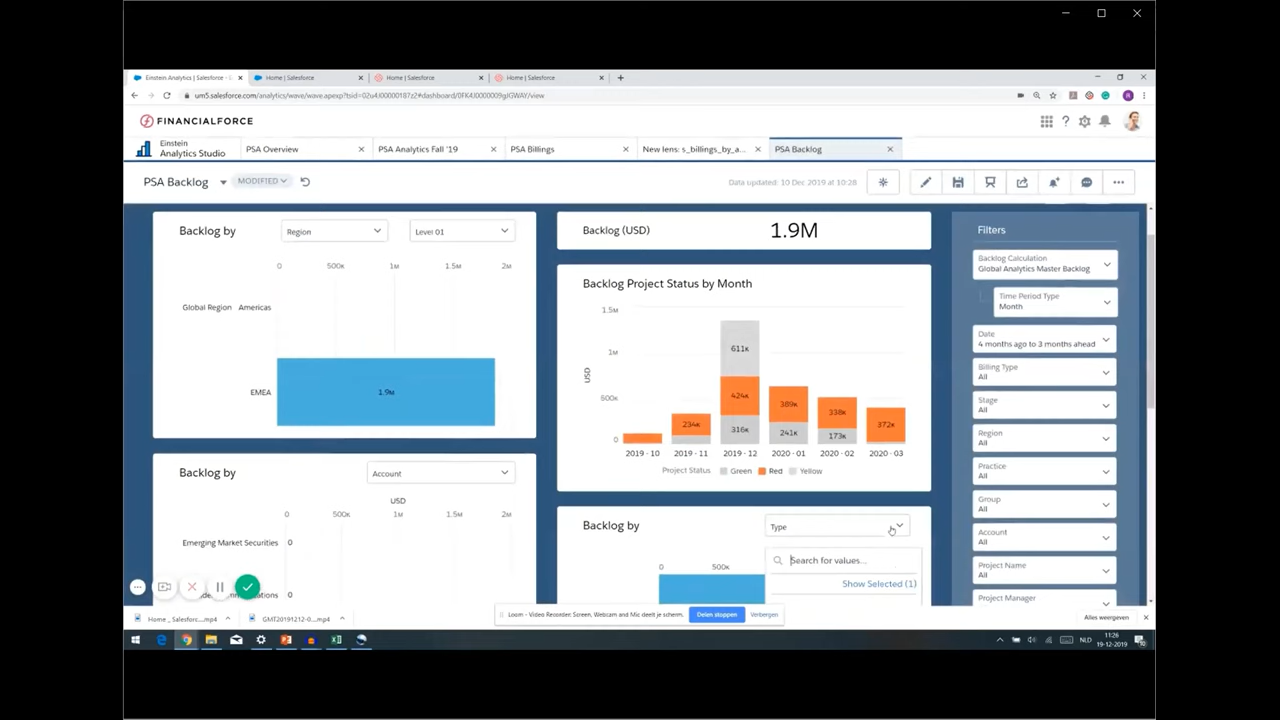 Einstein Analytics | Salesforce - 
Home | Salesforce
Home | Salesforce
Home | Salesforce
FINANCIALFORCE
Einstein
Analytics Studio
PSA Overview
PSA Analytics Fall '19
PSA Billings
New lens: s_billings_by_a...
PSA Backlog
PSA Backlog
MODIFIED
Data updated: 10 Dec 2019 at 10:28
Backlog by
Region
Level 01
0 500K 1M 1.5M 2M
Global Region Americas
EMEA
1.9M
Backlog by
Account
USD
0 500K 1M 1.5M 2M
Emerging Market Securities 0
0
Backlog (USD)
1.9M
Backlog Project Status by Month
1.5M
1M
500K
0
USD
611K
424K
316K
234K
389K
241K
338K
173K
372K
2019 - 10 2019 - 11 2019 - 12 2020 - 01 2020 - 02 2020 - 03
Project Status Green Red Yellow
Backlog by
Type
Search for values...
Show Selected (1)
0 500K
Filters
Backlog Calculation
Global Analytics Master Backlog
Time Period Type
Month
Date
4 months ago to 3 months ahead
Billing Type
All
Stage
All
Region
All
Practice
All
Group
All
Account
All
Project Name
All
Project Manager
Loom - Video Recorder: Screen, Webcam and Mic deelt je scherm.
Delen stoppen
Verbergen
Home _ Salesforc....mp4
GMT20191212-0....mp4
Alles weergeven
NLD
11:26
19-12-2019